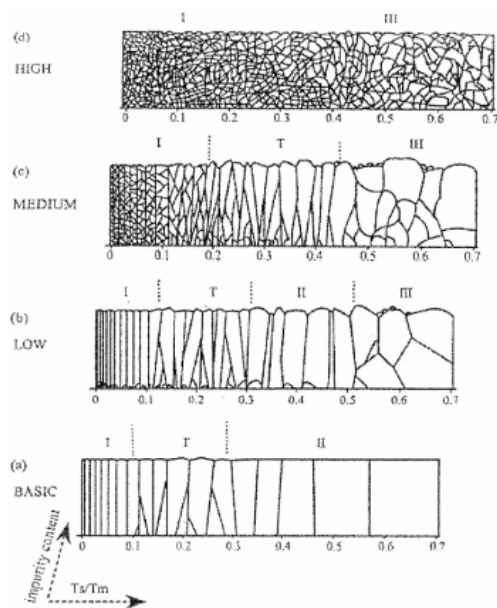 I III
(d)
HIGH
0 0.1 0.2 0.3 0.4 0.5 0.6 0.7
I T III
(c)
MEDIUM
0 0.1 0.2 0.3 0.4 0.5 0.6 0.7
I T II III
(b)
LOW
0 0.1 0.2 0.3 0.4 0.5 0.6 0.7
I T II
(a)
BASIC
0 0.1 0.2 0.3 0.4 0.5 0.6 0.7
impurity content
Ts/Tm